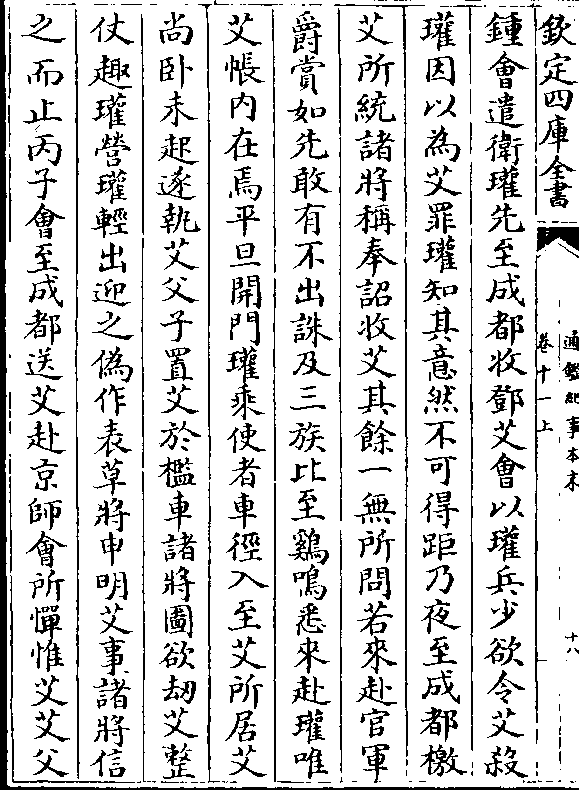 欽定四庫全書
通鑑紀事本末
卷十一上
十八
鍾會遣衛瓘先至成都收鄧艾會以瓘兵少欲令艾殺
瓘因以為艾罪瓘知其意然不可得距乃夜至成都檄
艾所統諸將稱奉詔收艾其餘一無所問若來赴官軍
爵賞如先敢有不出誅及三族比至鷄鳴悉來赴瓘唯
艾帳内在焉平旦開門瓘乘使者車徑入至艾所居艾
尚卧未起遂執艾父子置艾於檻車諸將圖欲刼艾整
仗趣瓘營瓘輕出迎之偽作表草將申明艾事諸將信
之而止丙子會至成都送艾赴京師會所憚惟艾艾父